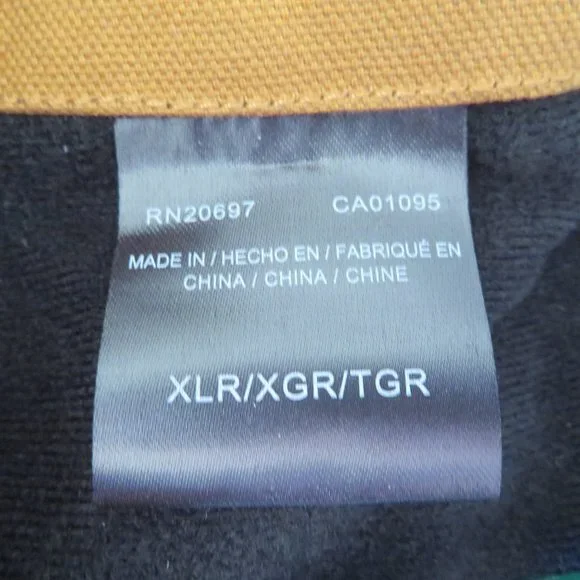 RN20697 CA01095
MADE IN / HECHO EN / FABRIQUÉ EN
CHINA / CHINA / CHINE
XLR/XGR/TGR